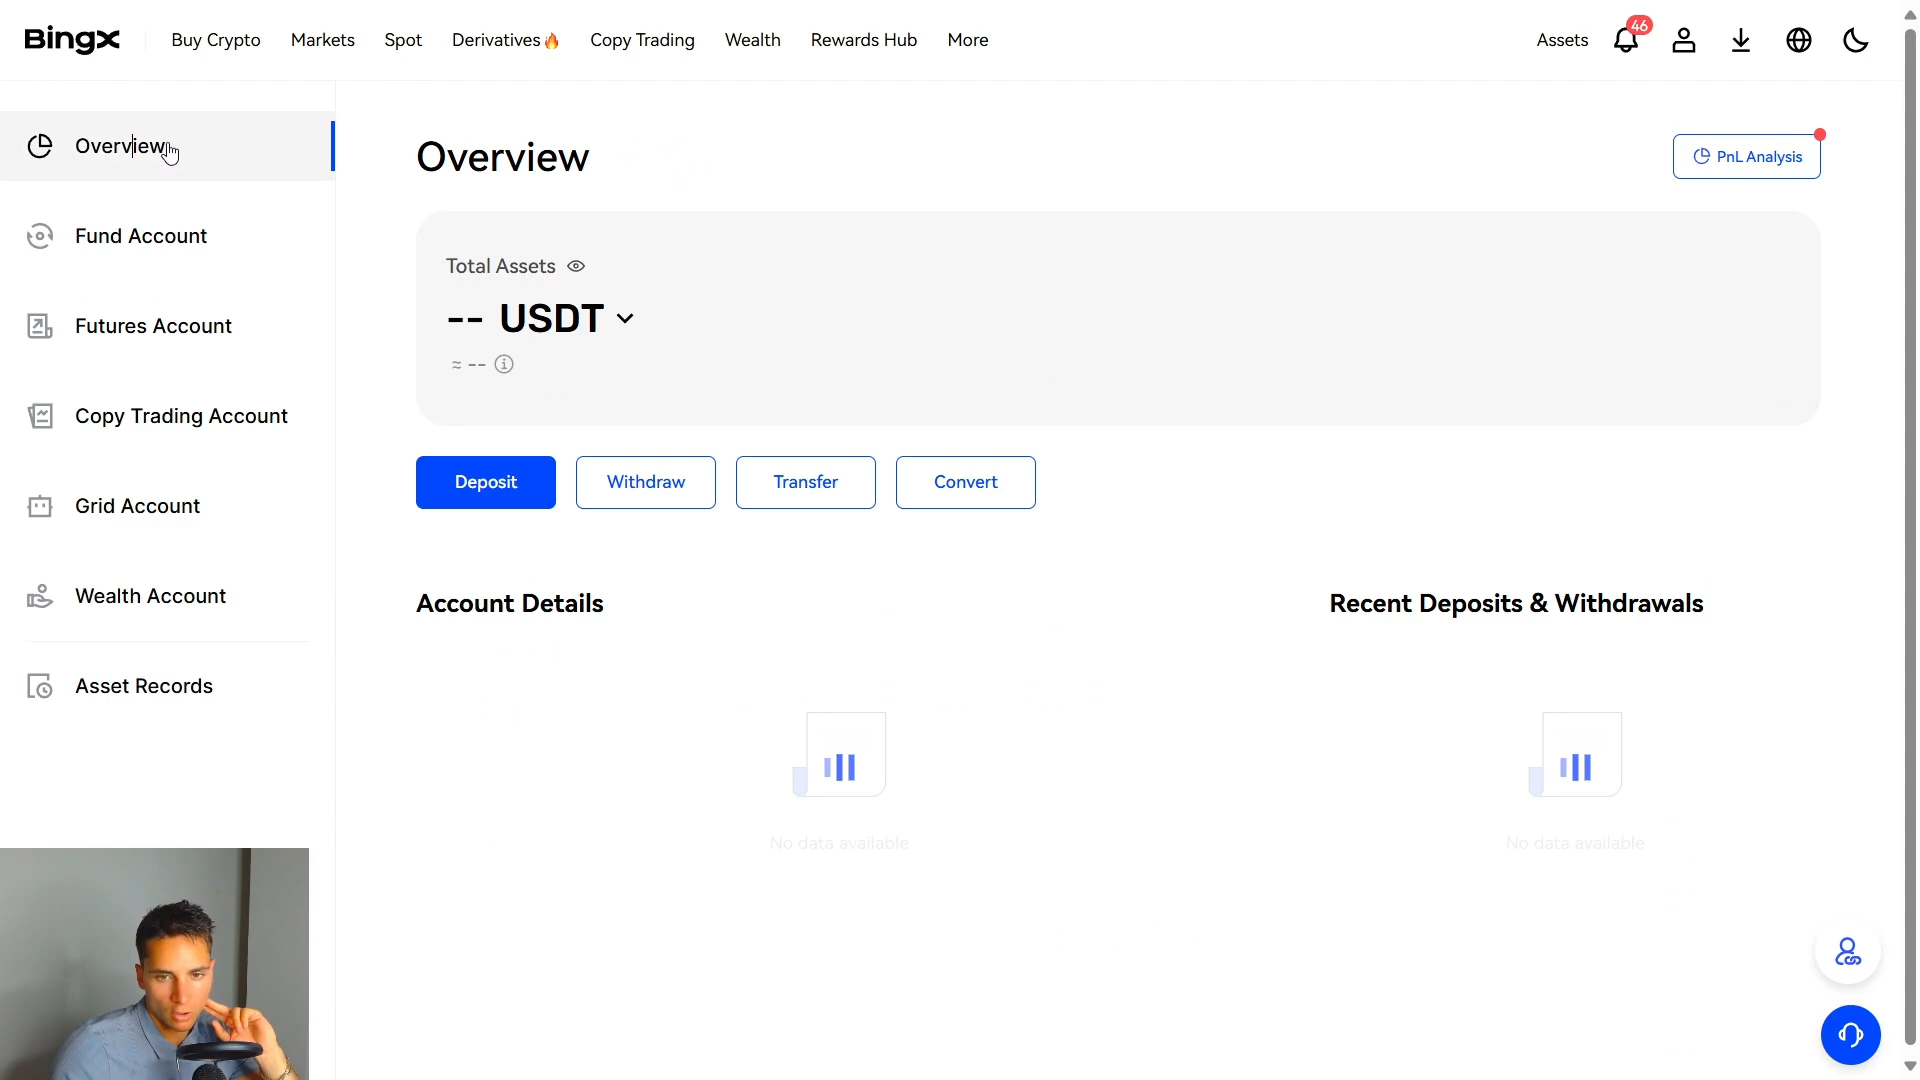 BingX
Buy Crypto
Markets
Spot
Derivatives
Copy Trading
Wealth
Rewards Hub
More
Assets
46
Overview
Fund Account
Futures Account
Copy Trading Account
Grid Account
Wealth Account
Asset Records
Overview
PnL Analysis
Total Assets
-- USDT
≈ --
Deposit
Withdraw
Transfer
Convert
Account Details
Recent Deposits & Withdrawals
No data available
No data available